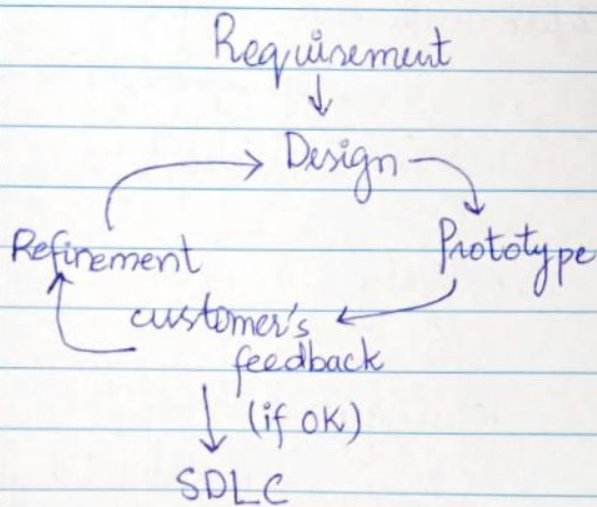 Requirement
Design
Refinement
Prototype
customer's
feedback
(if OK)
SDLC